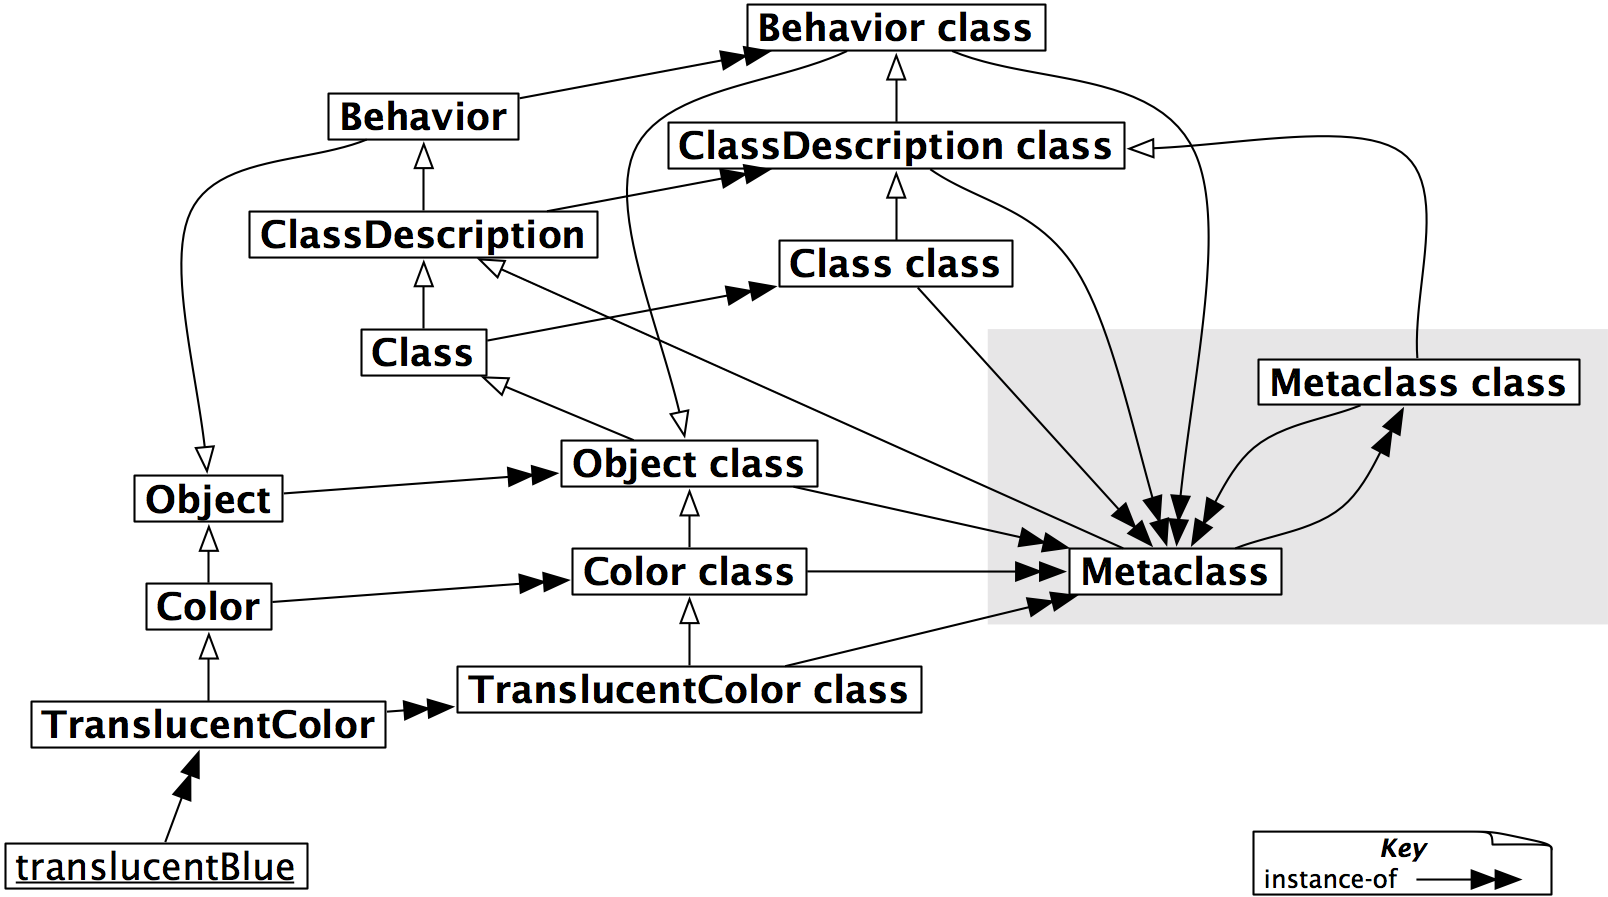 Behavior class
Behavior
ClassDescription class
ClassDescription
Class class
Class
Metaclass class
Object class
Object
Color class
Metaclass
Color
TranslucentColor class
TranslucentColor
translucentBlue
Key
instance-of